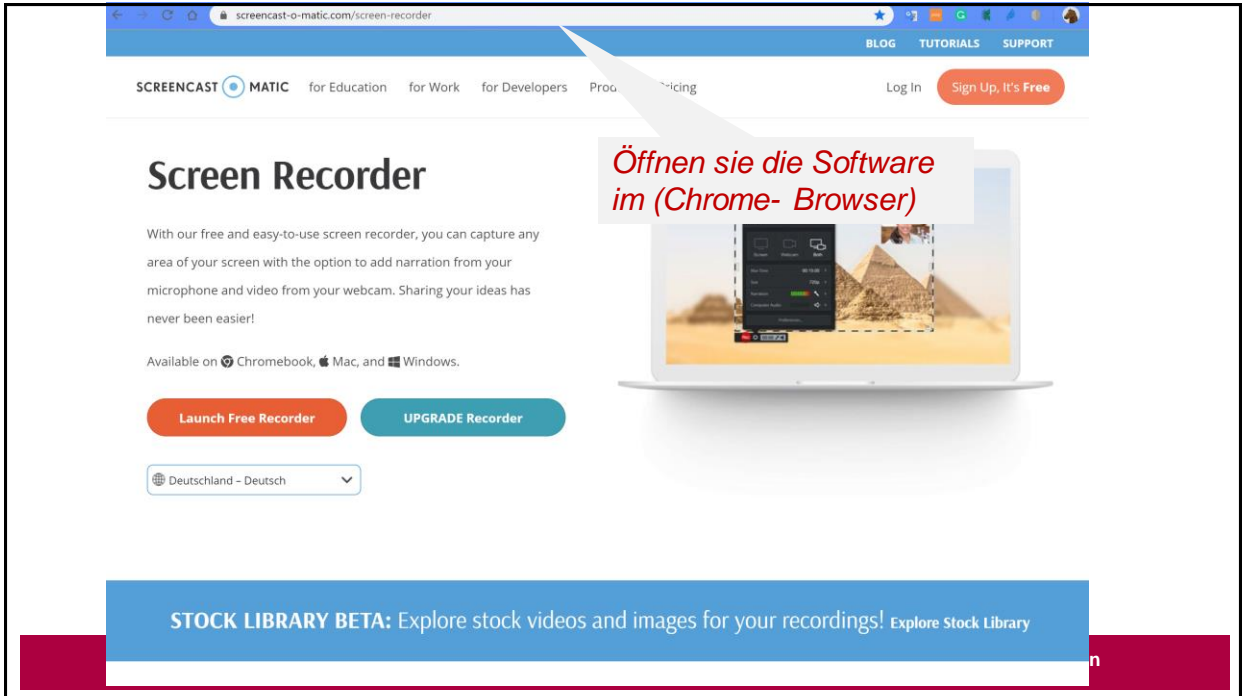 screencast-o-matic.com/screen-recorder
BLOG TUTORIALS SUPPORT
SCREENCAST MATIC for Education for Work for Developers Log In Sign Up, It's Free
Öffnen sie die Software
im (Chrome- Browser)
Screen Recorder
With our free and easy-to-use screen recorder, you can capture any
area of your screen with the option to add narration from your
microphone and video from your webcam. Sharing your ideas has
never been easier!
Available on Chromebook, Mac, and Windows.
Launch Free Recorder UPGRADE Recorder
Deutschland – Deutsch
STOCK LIBRARY BETA: Explore stock videos and images for your recordings! Explore Stock Library
n